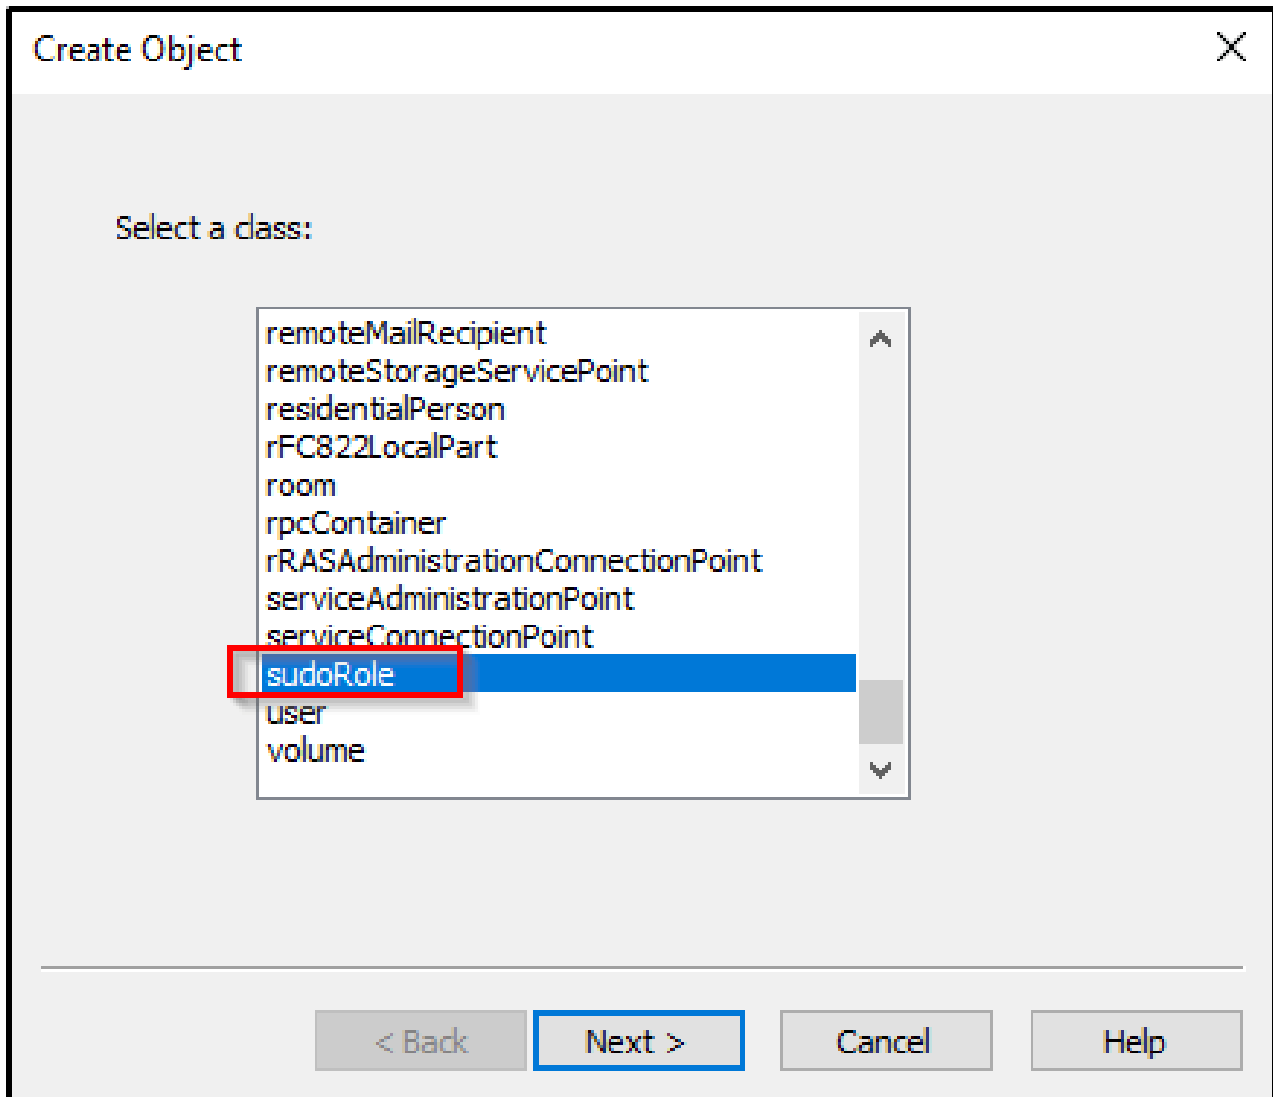 Create Object
Select a class:
remoteMailRecipient
remoteStorageServicePoint
residentialPerson
rFC822LocalPart
room
rpcContainer
rRASAdministrationConnectionPoint
serviceAdministrationPoint
serviceConnectionPoint
sudoRole
user
volume
< Back Next > Cancel Help